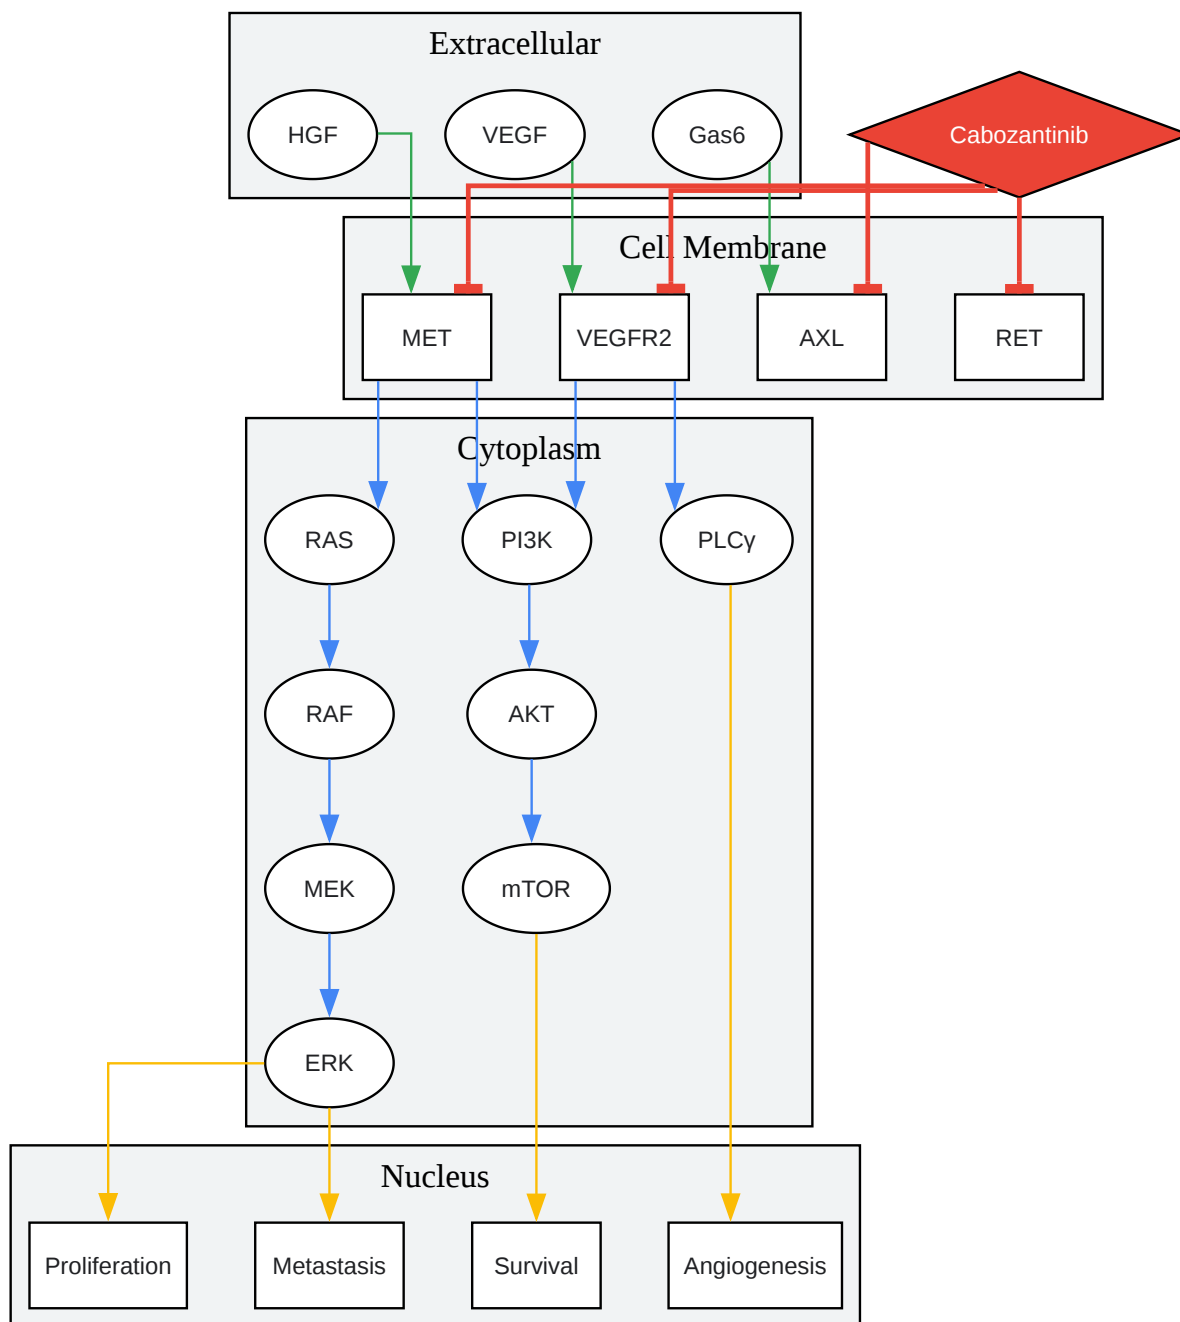 Extracellular
HGF
VEGF
Gas6
Cabozantinib
Cell Membrane
MET
VEGFR2
AXL
RET
Cytoplasm
RAS
PI3K
PLCγ
RAF
AKT
MEK
mTOR
ERK
Nucleus
Proliferation
Metastasis
Survival
Angiogenesis